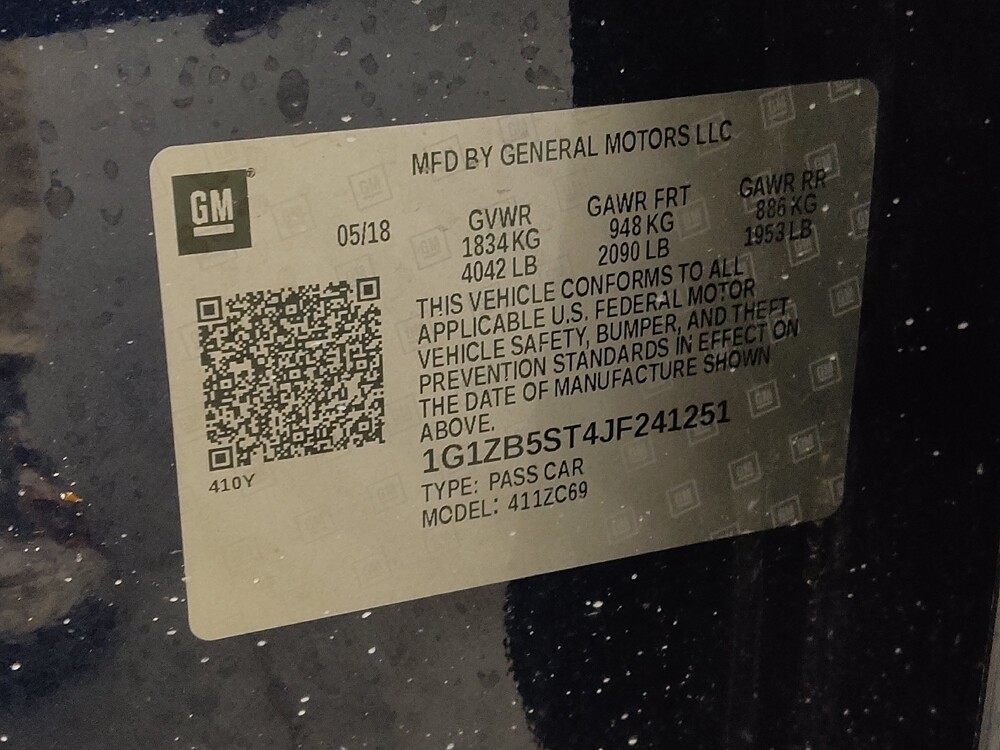 MFD BY GENERAL MOTORS LLC
GM
05/18
GVWR
1834 KG
4042 LB
GAWR FRT
948 KG
2090 LB
GAWR RR
886 KG
1953 LB
THIS VEHICLE CONFORMS TO ALL
APPLICABLE U.S. FEDERAL MOTOR
VEHICLE SAFETY, BUMPER, AND THEFT
PREVENTION STANDARDS IN EFFECT ON
THE DATE OF MANUFACTURE SHOWN
ABOVE.
1G1ZB5ST4JF241251
TYPE: PASS CAR
MODEL: 411ZC69
410Y